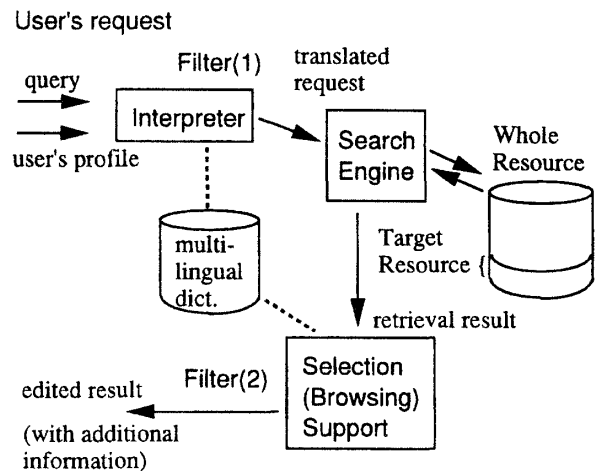 User's request
Filter(1)
translated
request
query
Interpreter
user's profile
Search
Engine
Whole
Resource
multi-
lingual
dict.
Target
Resource {
retrieval result
Filter(2)
Selection
(Browsing)
Support
edited result
(with additional
information)